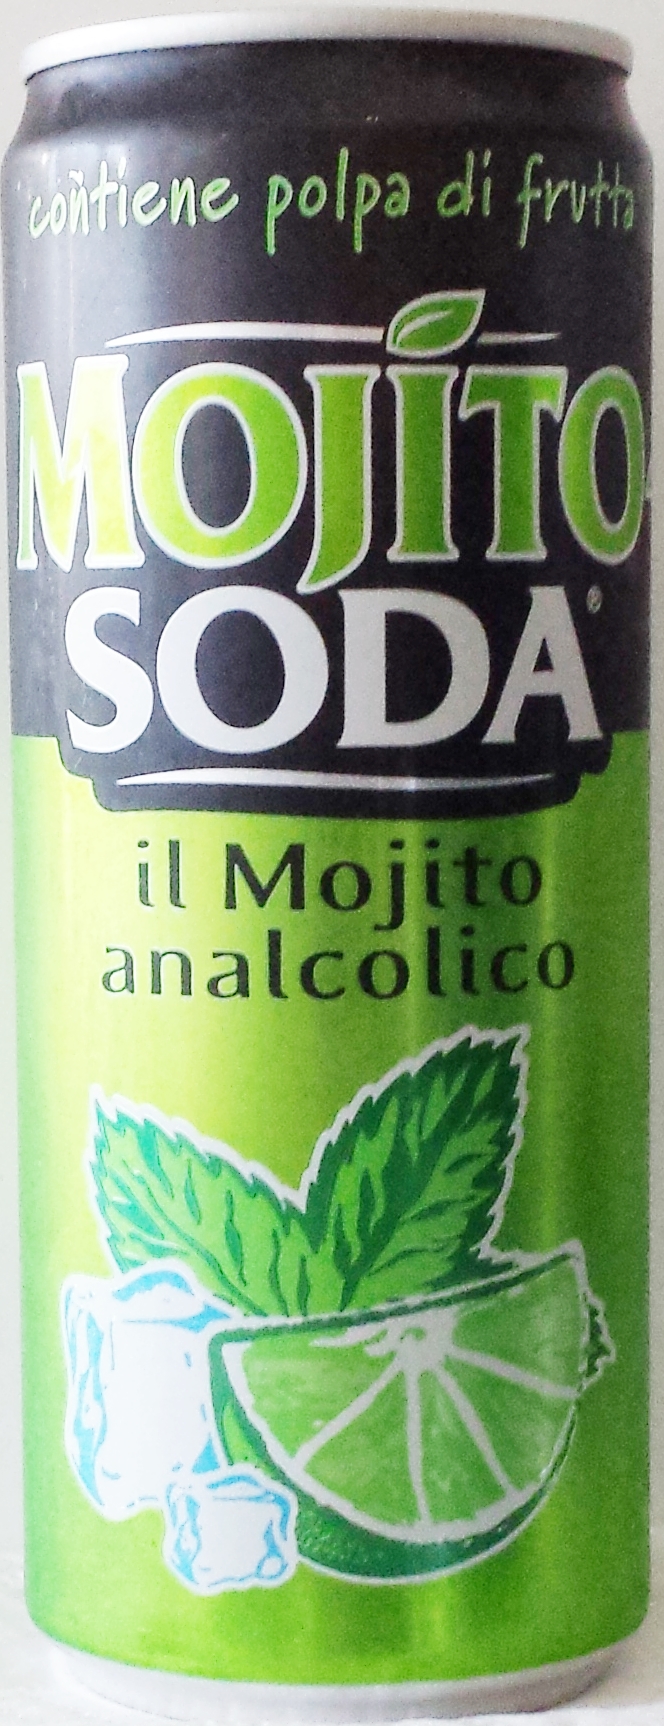 contiene polpa di frutta
MOJITO
SODA®
il Mojito
analcolico